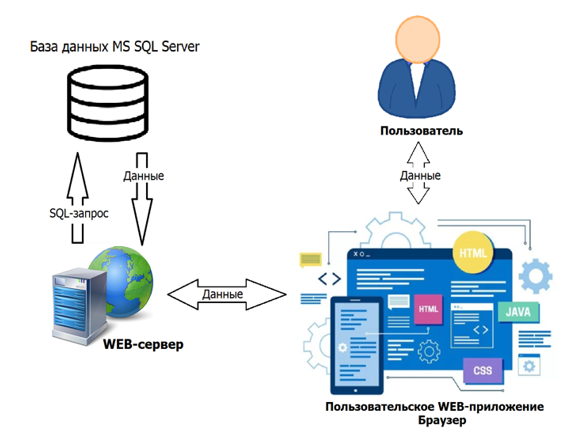 База данных MS SQL Server
Пользователь
Данные
Данные
SQL-запрос
HTML
Данные
HTML
JAVA
WEB-сервер
CSS
Пользовательское WEB-приложение
Браузер